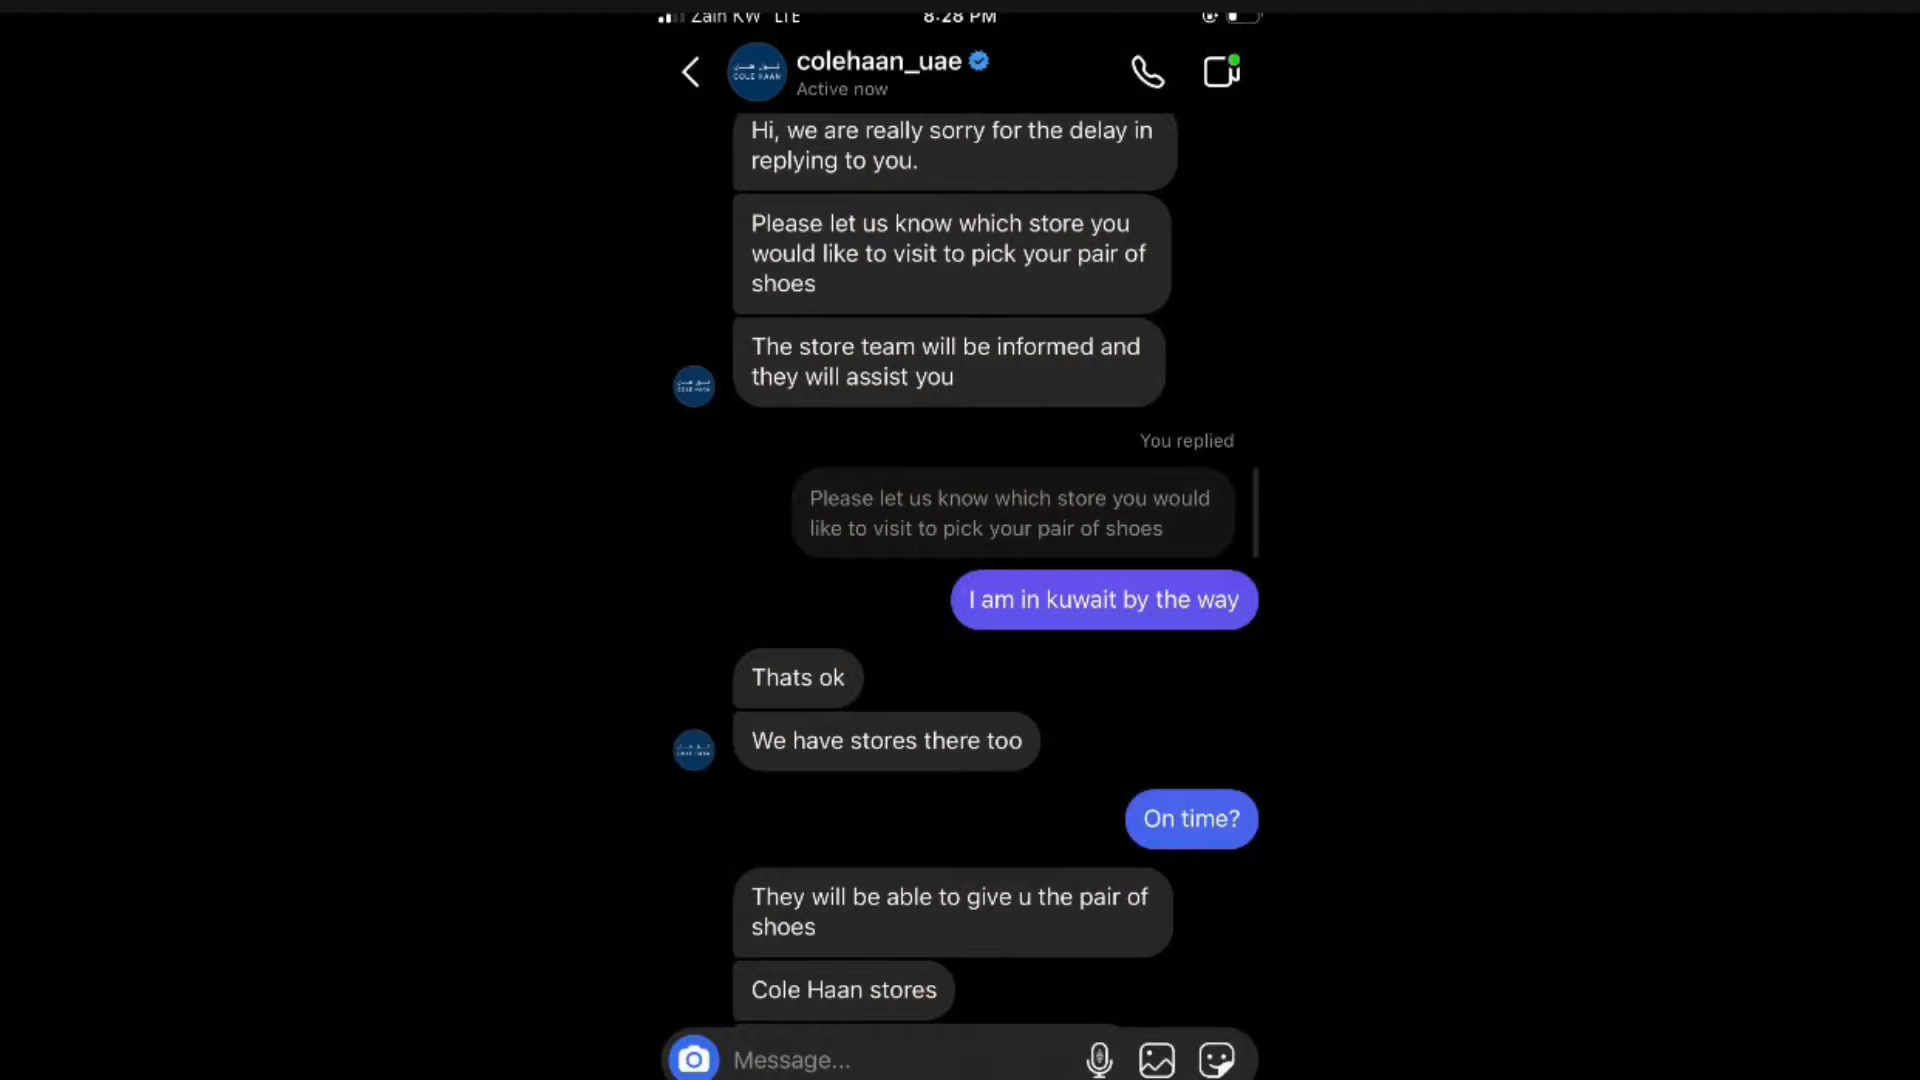 Zain KW LTE 8:28 PM
colehaan_uae
Active now
COLE HAAN
Hi, we are really sorry for the delay in
replying to you.
Please let us know which store you
would like to visit to pick your pair of
shoes
The store team will be informed and
they will assist you
COLE HAAN
You replied
Please let us know which store you would
like to visit to pick your pair of shoes
I am in kuwait by the way
Thats ok
We have stores there too
On time?
They will be able to give u the pair of
shoes
Cole Haan stores
Message...